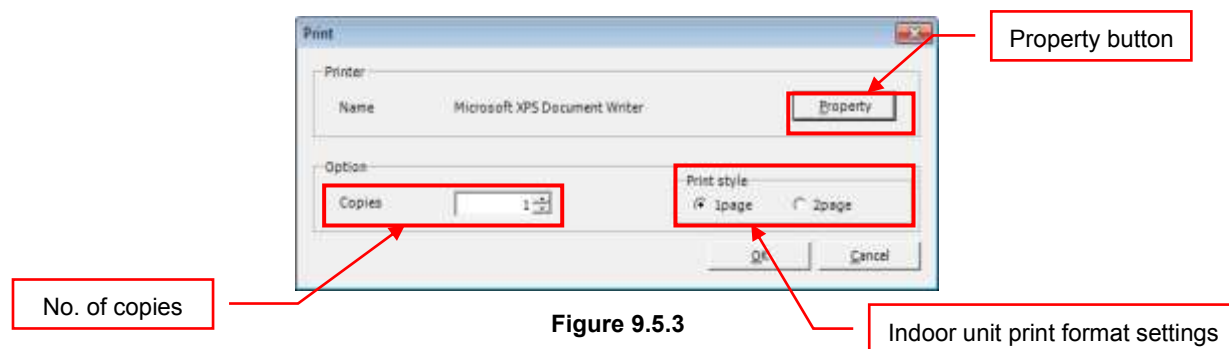 Print
Property button
Printer
Name Microsoft XPS Document Writer Property
Option
Print style
Copies 1 1page 2page
OK Cancel
No. of copies
Figure 9.5.3
Indoor unit print format settings